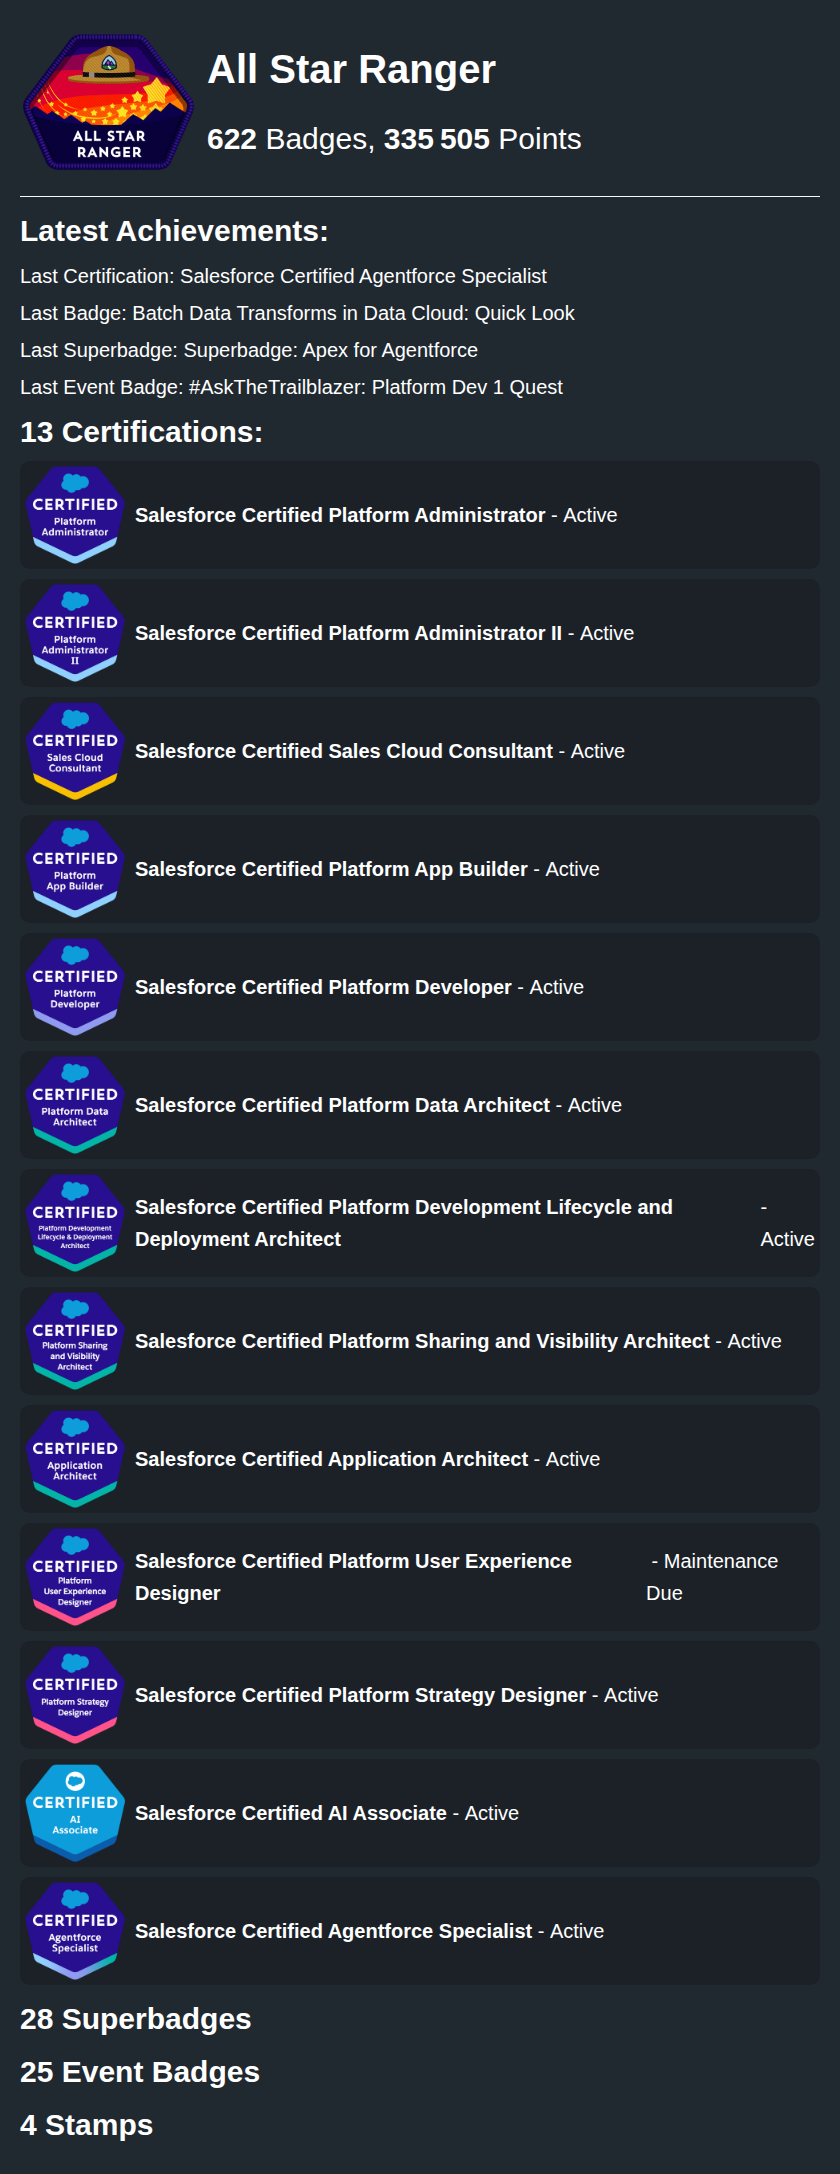 ALL STAR
RANGER
All Star Ranger
622 Badges, 335 505 Points
Latest Achievements:
Last Certification: Salesforce Certified Agentforce Specialist
Last Badge: Batch Data Transforms in Data Cloud: Quick Look
Last Superbadge: Superbadge: Apex for Agentforce
Last Event Badge: #AskTheTrailblazer: Platform Dev 1 Quest
13 Certifications:
CERTIFIED
Platform
Administrator
Salesforce Certified Platform Administrator - Active
CERTIFIED
Platform
Administrator
II
Salesforce Certified Platform Administrator II - Active
CERTIFIED
Sales Cloud
Consultant
Salesforce Certified Sales Cloud Consultant - Active
CERTIFIED
Platform
App Builder
Salesforce Certified Platform App Builder - Active
CERTIFIED
Platform
Developer
Salesforce Certified Platform Developer - Active
CERTIFIED
Platform Data
Architect
Salesforce Certified Platform Data Architect - Active
CERTIFIED
Platform Development
Lifecycle & Deployment
Architect
Salesforce Certified Platform Development Lifecycle and -
Deployment Architect Active
CERTIFIED
Platform Sharing
and Visibility
Architect
Salesforce Certified Platform Sharing and Visibility Architect - Active
CERTIFIED
Application
Architect
Salesforce Certified Application Architect - Active
CERTIFIED
Platform
User Experience
Designer
Salesforce Certified Platform User Experience - Maintenance
Designer Due
CERTIFIED
Platform Strategy
Designer
Salesforce Certified Platform Strategy Designer - Active
CERTIFIED
AI
Associate
Salesforce Certified AI Associate - Active
CERTIFIED
Agentforce
Specialist
Salesforce Certified Agentforce Specialist - Active
28 Superbadges
25 Event Badges
4 Stamps